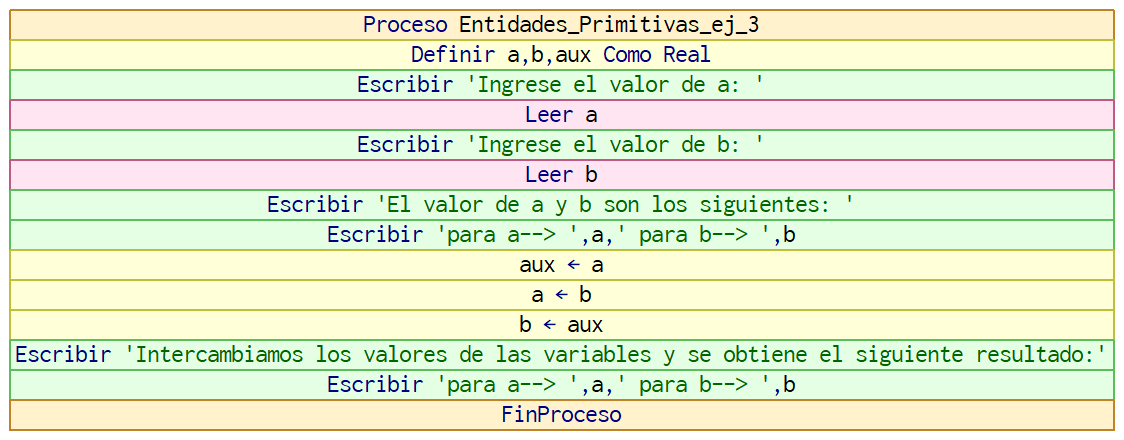 Proceso Entidades_Primitivas_ej_3
Definir a,b,aux Como Real
Escribir 'Ingrese el valor de a: '
Leer a
Escribir 'Ingrese el valor de b: '
Leer b
Escribir 'El valor de a y b son los siguientes: '
Escribir 'para a--> ',a,' para b--> ',b
aux ← a
a ← b
b ← aux
Escribir 'Intercambiamos los valores de las variables y se obtiene el siguiente resultado:'
Escribir 'para a--> ',a,' para b--> ',b
FinProceso